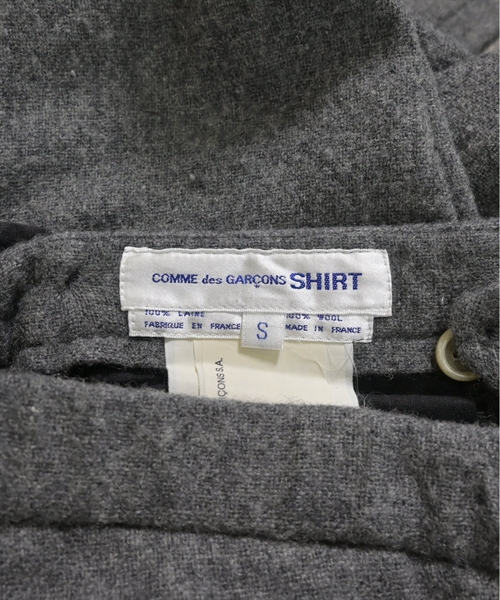 COMME des GARÇONS SHIRT
100% LAINE 100% WOOL
FABRIQUE EN FRANCE S MADE IN FRANCE
ÇONS S.A.